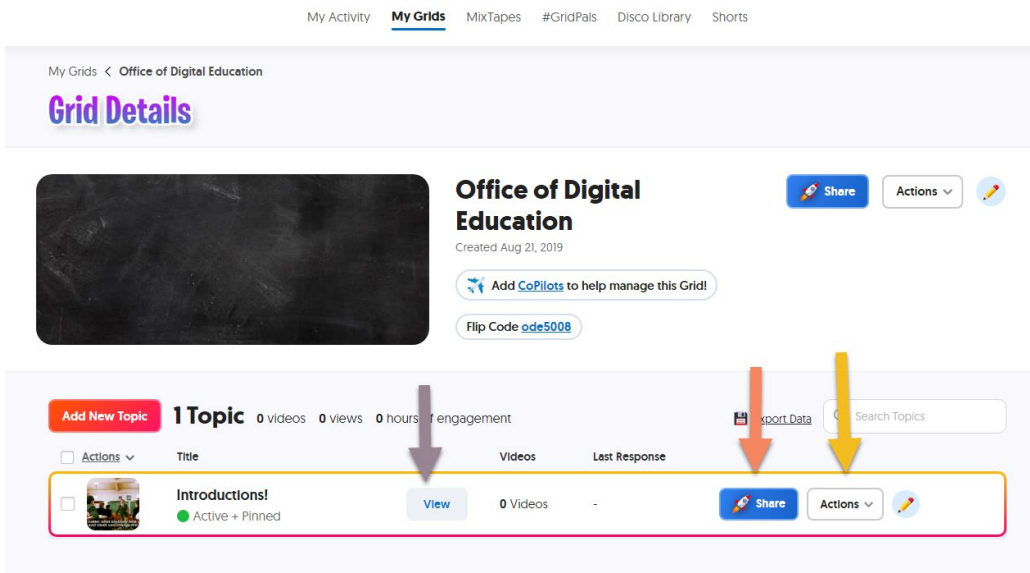 My Activity My Grids MixTapes #GridPals Disco Library Shorts
My Grids < Office of Digital Education
Grid Details
Office of Digital
Education
Share Actions
Created Aug 21, 2019
Add CoPilots to help manage this Grid!
Flip Code ode5008
Add New Topic 1 Topic 0 videos 0 views 0 hours of engagement Export Data Search Topics
Actions Title Videos Last Response
Introductions!
Active + Pinned
View 0 Videos - Share Actions